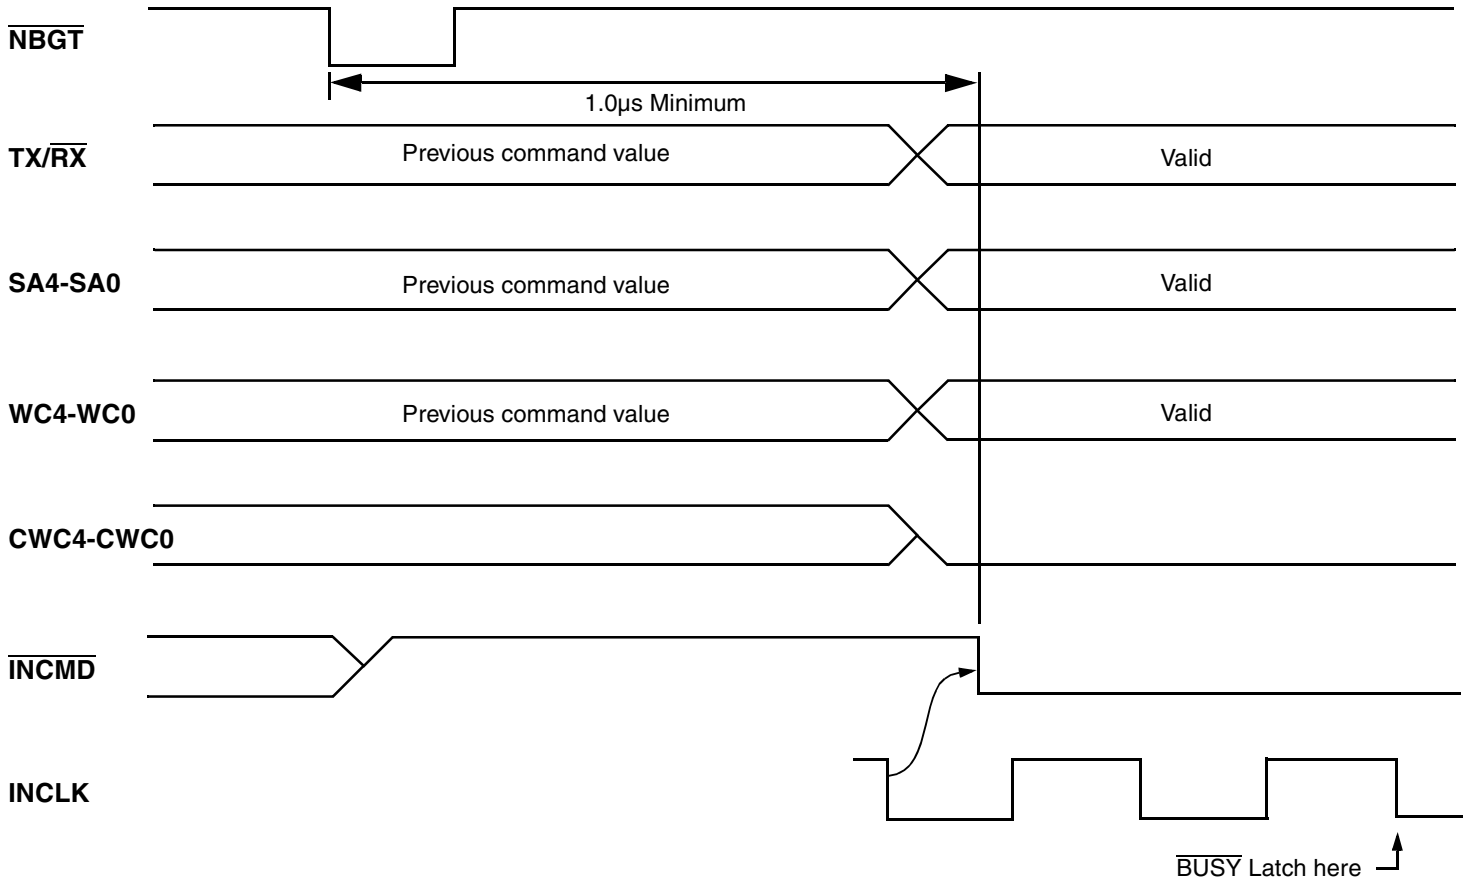 NBGT
1.0µs Minimum
TX/RX
Previous command value
Valid
SA4-SA0
Previous command value
Valid
WC4-WC0
Previous command value
Valid
CWC4-CWC0
INCMD
INCLK
BUSY Latch here